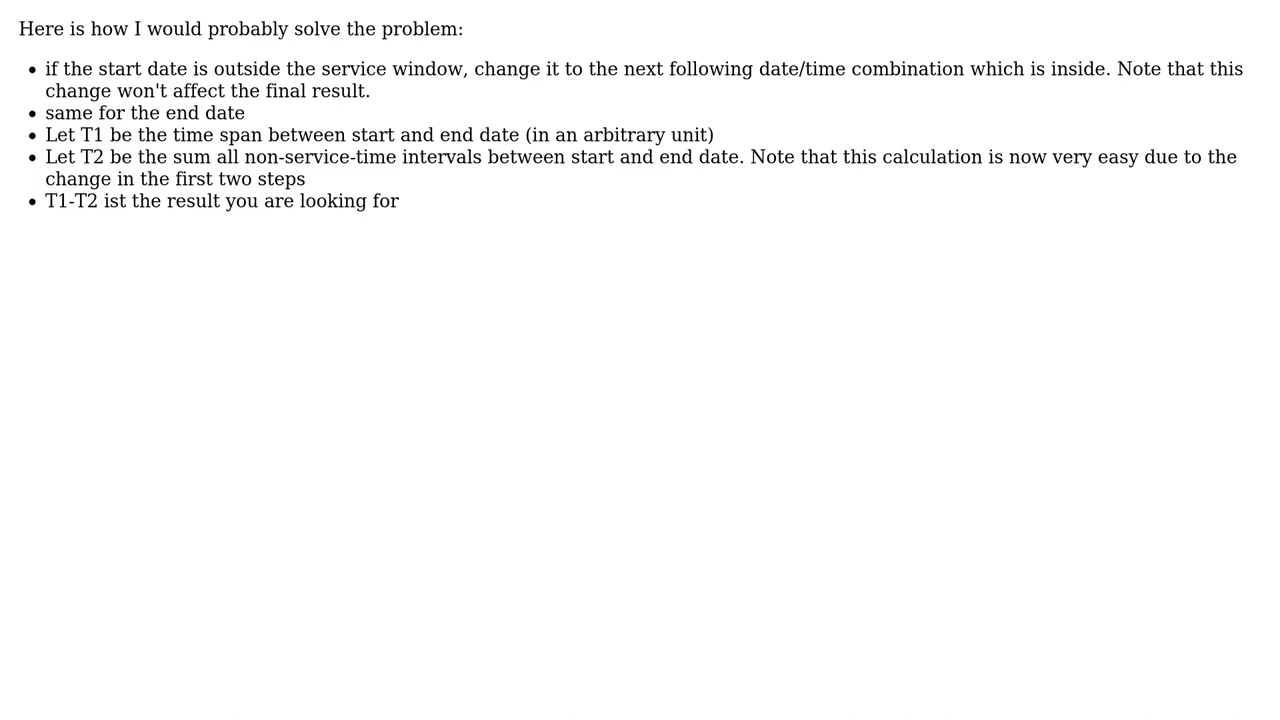 Here is how I would probably solve the problem:
• if the start date is outside the service window, change it to the next following date/time combination which is inside. Note that this
change won't affect the final result.
• same for the end date
• Let T1 be the time span between start and end date (in an arbitrary unit)
• Let T2 be the sum all non-service-time intervals between start and end date. Note that this calculation is now very easy due to the
change in the first two steps
• T1-T2 ist the result you are looking for